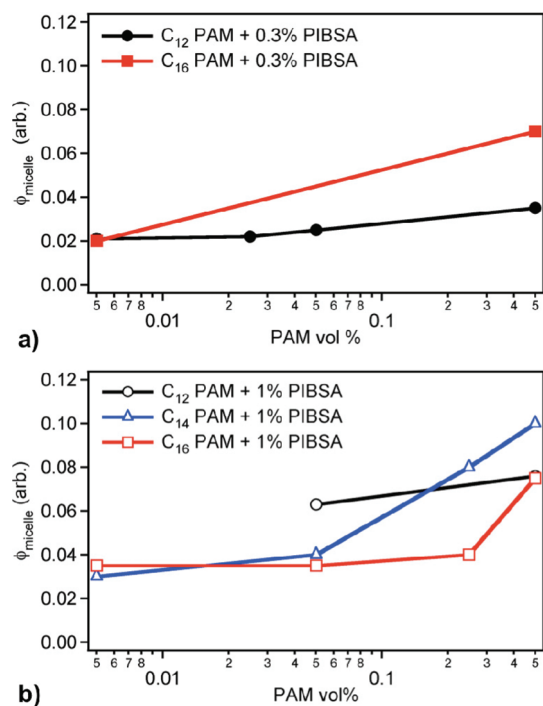 0.12
0.10
0.08
0.06
0.04
0.02
0.00
ϕmicelle (arb.)
C12 PAM + 0.3% PIBSA
C16 PAM + 0.3% PIBSA
5 6 7 8 0.01 2 3 4 5 6 7 8 0.1 2 3 4 5
PAM vol %
a)
0.12
0.10
0.08
0.06
0.04
0.02
0.00
ϕmicelle (arb.)
C12 PAM + 1% PIBSA
C14 PAM + 1% PIBSA
C16 PAM + 1% PIBSA
5 6 7 8 0.01 2 3 4 5 6 7 8 0.1 2 3 4 5
PAM vol%
b)